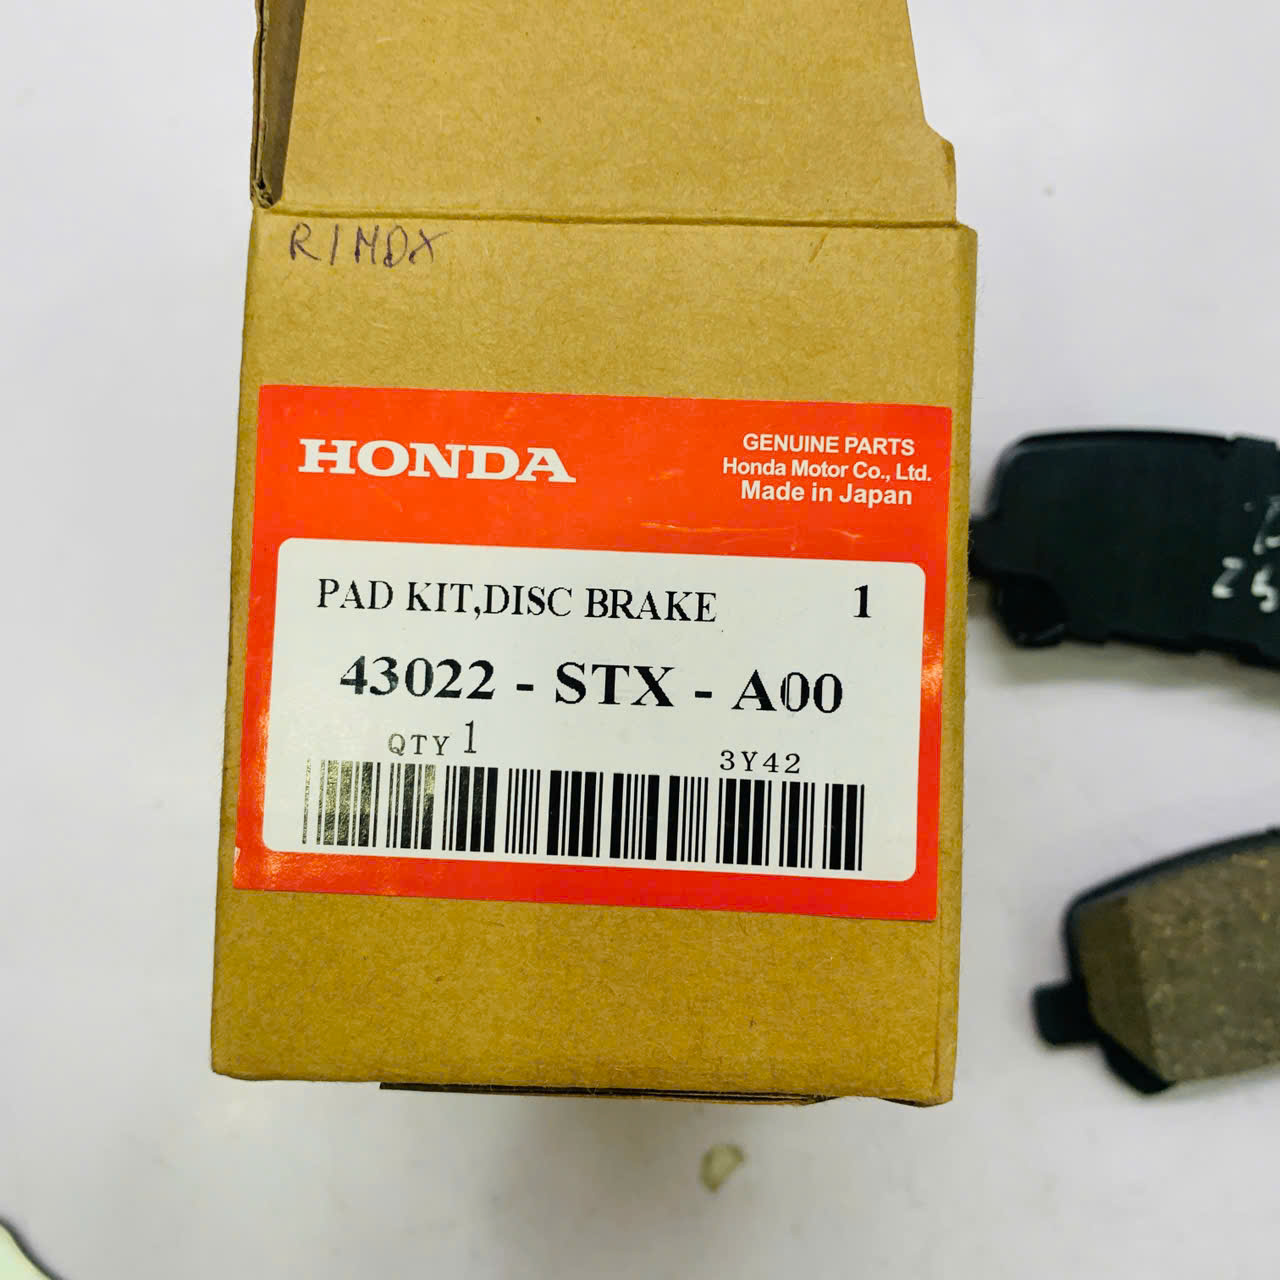 R/MDX
HONDA
GENUINE PARTS
Honda Motor Co., Ltd.
Made in Japan
PAD KIT,DISC BRAKE 1
43022 - STX - A00
QTY 1
3Y42